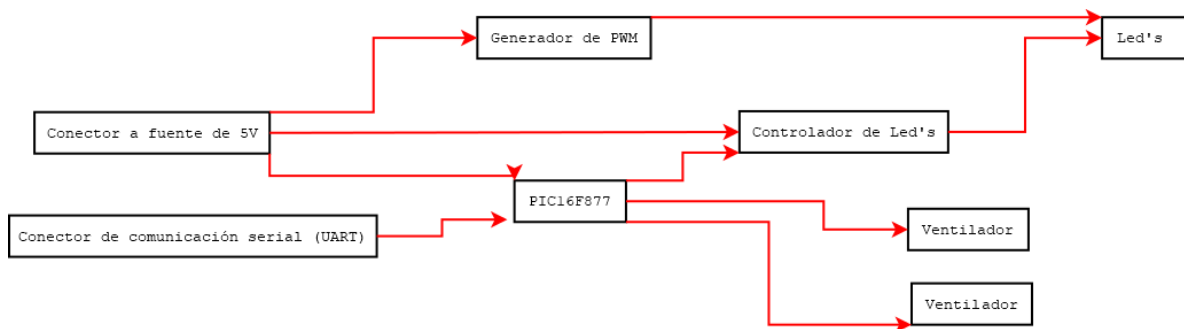 Generador de PWM
Led's
Conector a fuente de 5V
Controlador de Led's
PIC16F877
Conector de comunicación serial (UART)
Ventilador
Ventilador